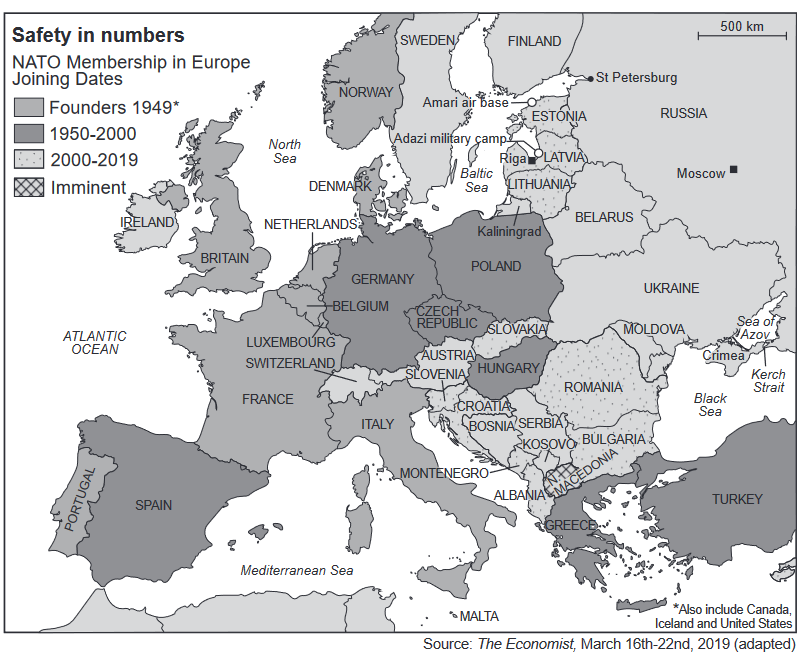 Safety in numbers
NATO Membership in Europe
Joining Dates
Founders 1949*
1950-2000
2000-2019
Imminent
500 km
SWEDEN
FINLAND
NORWAY
St Petersburg
Amari air base
ESTONIA
RUSSIA
North
Sea
Adazi military camp
Riga
LATVIA
Moscow
Baltic
Sea
DENMARK
LITHUANIA
IRELAND
NETHERLANDS
Kaliningrad
BELARUS
BRITAIN
GERMANY
POLAND
UKRAINE
BELGIUM
CZECH
REPUBLIC
ATLANTIC
OCEAN
LUXEMBOURG
SLOVAKIA
MOLDOVA
Sea of
Azov
SWITZERLAND
AUSTRIA
Crimea
SLOVENIA
HUNGARY
Kerch
Strait
ROMANIA
FRANCE
Black
Sea
CROATIA
ITALY
BOSNIA
SERBIA
KOSOVO
BULGARIA
MONTENEGRO
N.
MACEDONIA
ALBANIA
PORTUGAL
SPAIN
TURKEY
GREECE
Mediterranean Sea
MALTA
*Also include Canada,
Iceland and United States
Source: The Economist, March 16th-22nd, 2019 (adapted)